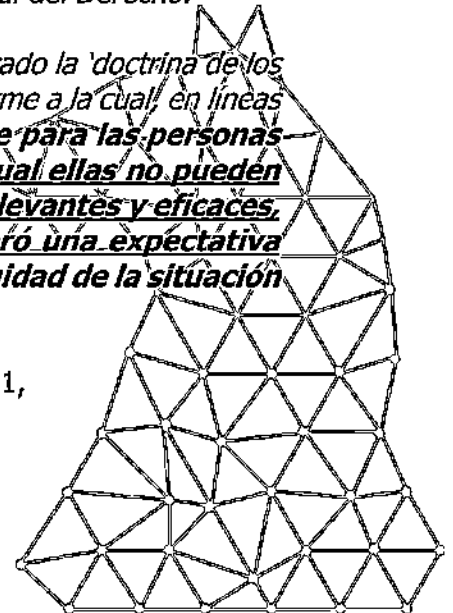 al del Derecho.
ado la 'doctrina de los
rme a la cual, en líneas
e para las personas
ual ellas no pueden
levantes y eficaces,
ró una expectativa
idad de la situación
1,